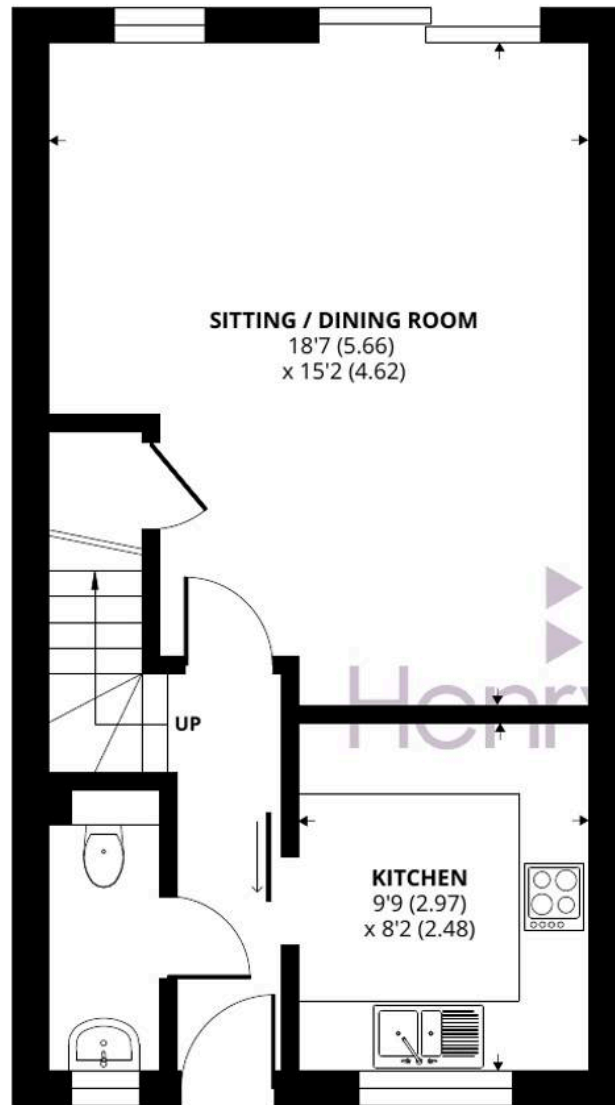 SITTING / DINING ROOM
18'7 (5.66)
x 15'2 (4.62)
UP
Henry
KITCHEN
9'9 (2.97)
x 8'2 (2.48)